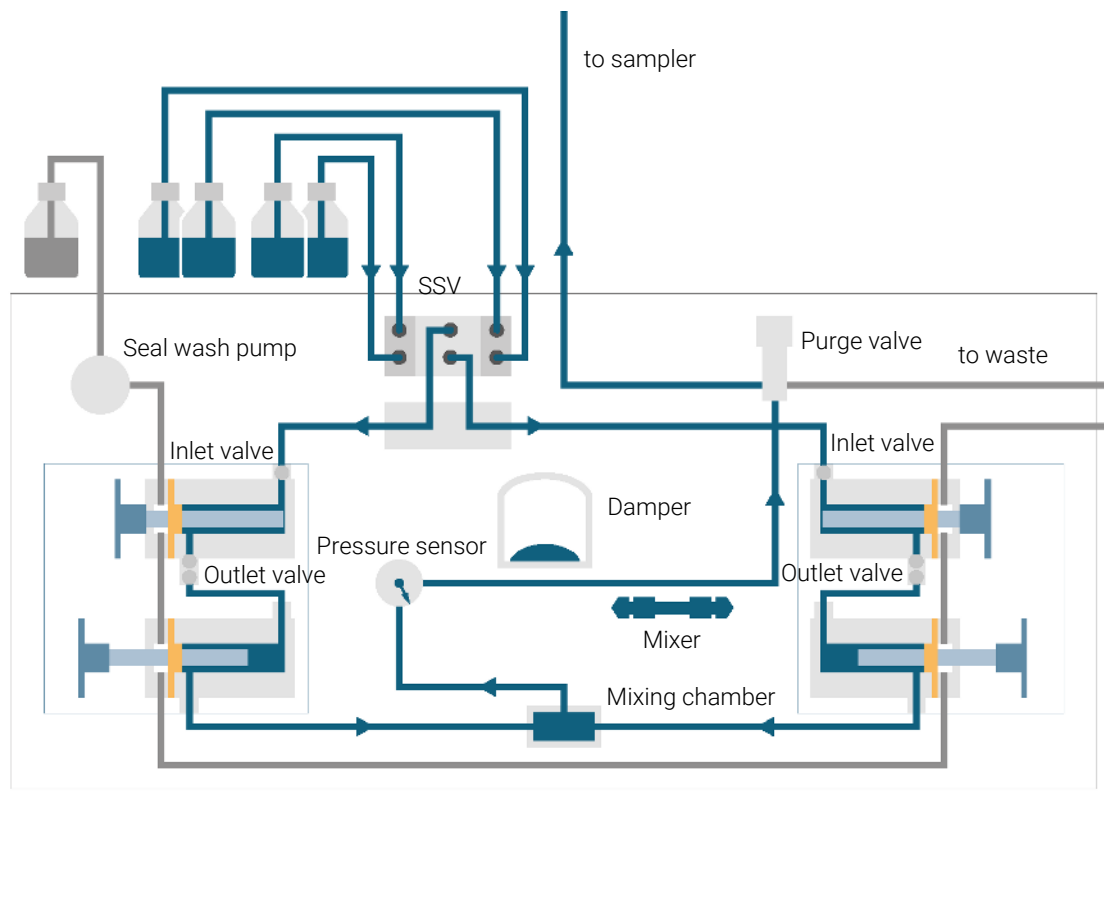 to sampler
SSV
Seal wash pump
Purge valve
to waste
Inlet valve
Inlet valve
Damper
Pressure sensor
Outlet valve
Outlet valve
Mixer
Mixing chamber